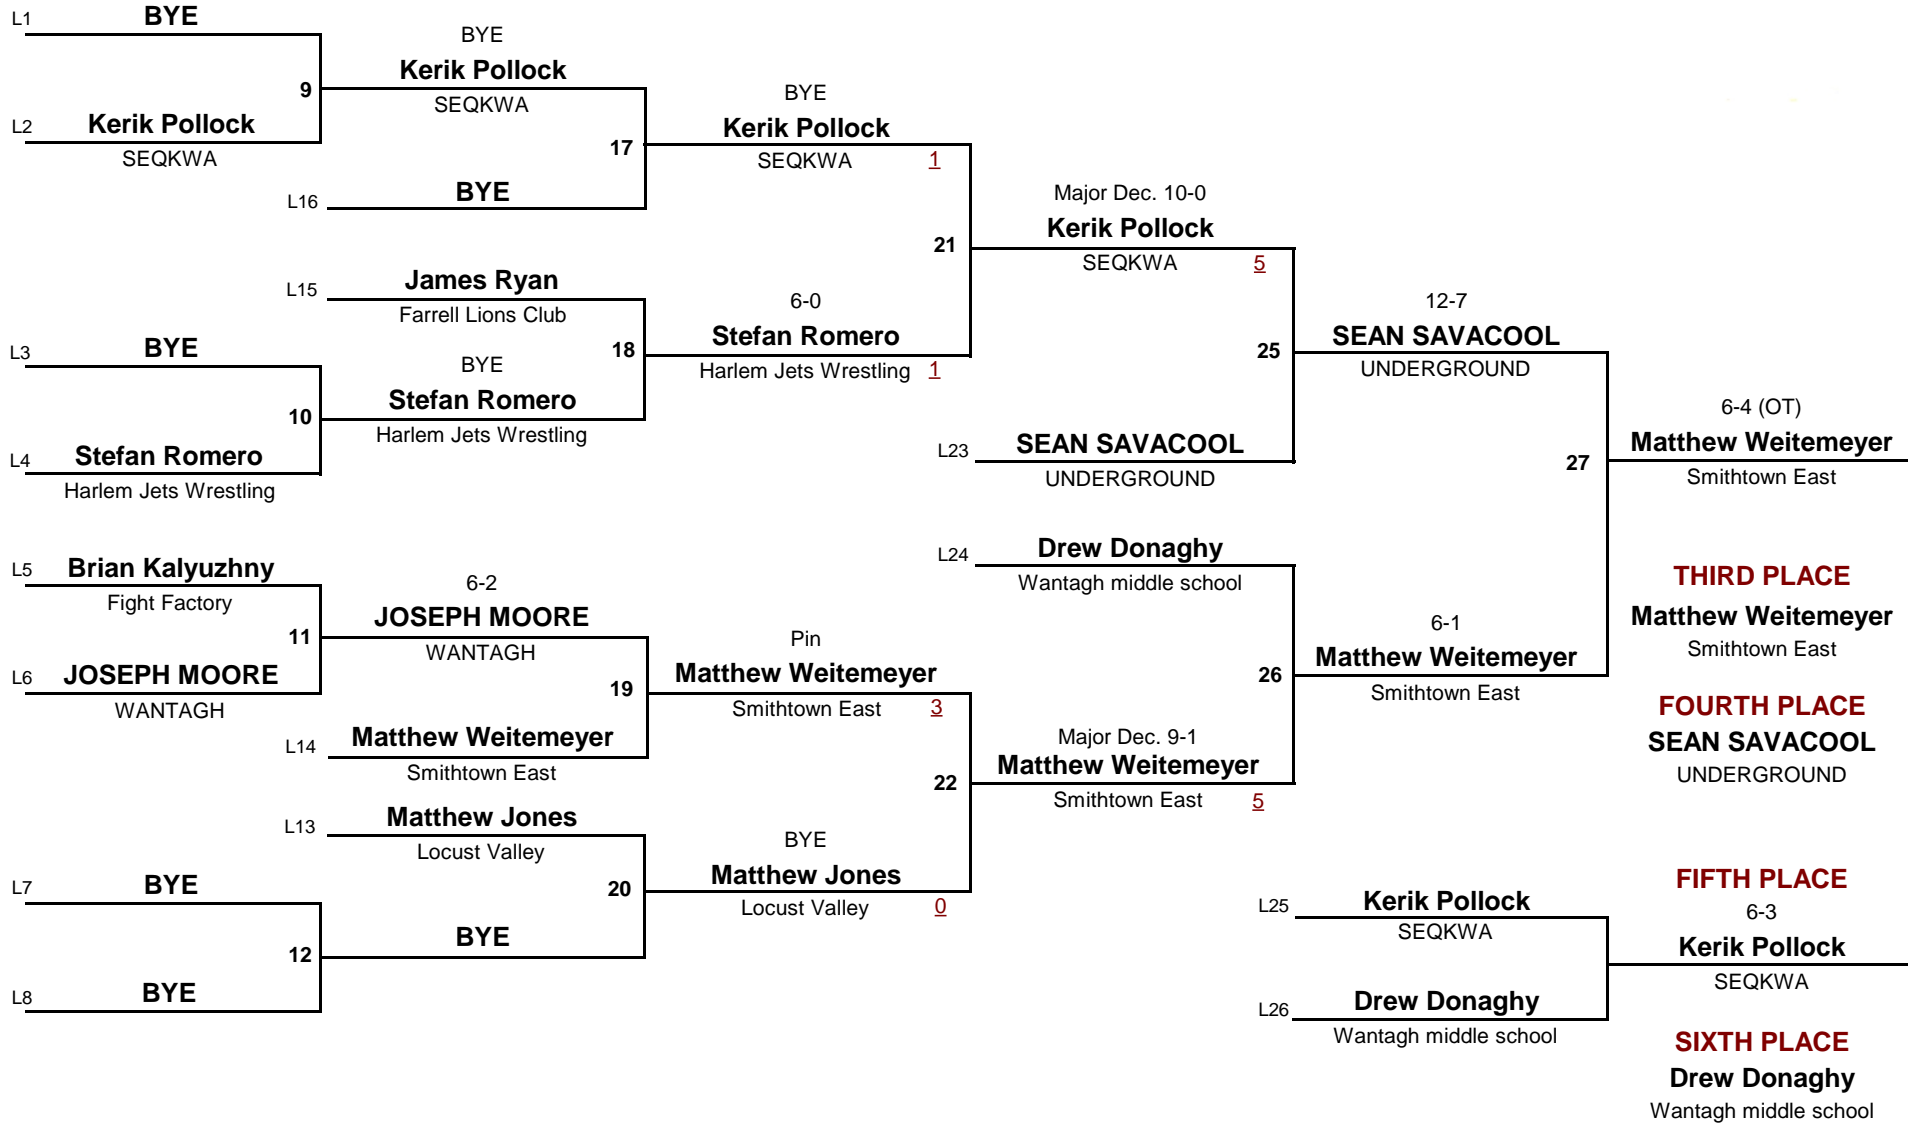 L1
BYE
9
L2
Kerik Pollock
SEQKWA
BYE
Kerik Pollock
SEQKWA
17
L16
BYE
BYE
Kerik Pollock
SEQKWA 1
21
L15
James Ryan
Farrell Lions Club
18
L3
BYE
10
L4
Stefan Romero
Harlem Jets Wrestling
BYE
Stefan Romero
Harlem Jets Wrestling
6-0
Stefan Romero
Harlem Jets Wrestling 1
Major Dec. 10-0
Kerik Pollock
SEQKWA 5
25
L23
SEAN SAVACOOL
UNDERGROUND
12-7
SEAN SAVACOOL
UNDERGROUND
27
6-4 (OT)
Matthew Weitemeyer
Smithtown East
L5
Brian Kalyuzhny
Fight Factory
11
L6
JOSEPH MOORE
WANTAGH
6-2
JOSEPH MOORE
WANTAGH
19
L14
Matthew Weitemeyer
Smithtown East
Pin
Matthew Weitemeyer
Smithtown East 3
22
L13
Matthew Jones
Locust Valley
20
L7
BYE
12
L8
BYE
BYE
BYE
Matthew Jones
Locust Valley 0
L24
Drew Donaghy
Wantagh middle school
26
Major Dec. 9-1
Matthew Weitemeyer
Smithtown East 5
6-1
Matthew Weitemeyer
Smithtown East
THIRD PLACE
Matthew Weitemeyer
Smithtown East
FOURTH PLACE
SEAN SAVACOOL
UNDERGROUND
L25
Kerik Pollock
SEQKWA
L26
Drew Donaghy
Wantagh middle school
FIFTH PLACE
6-3
Kerik Pollock
SEQKWA
SIXTH PLACE
Drew Donaghy
Wantagh middle school